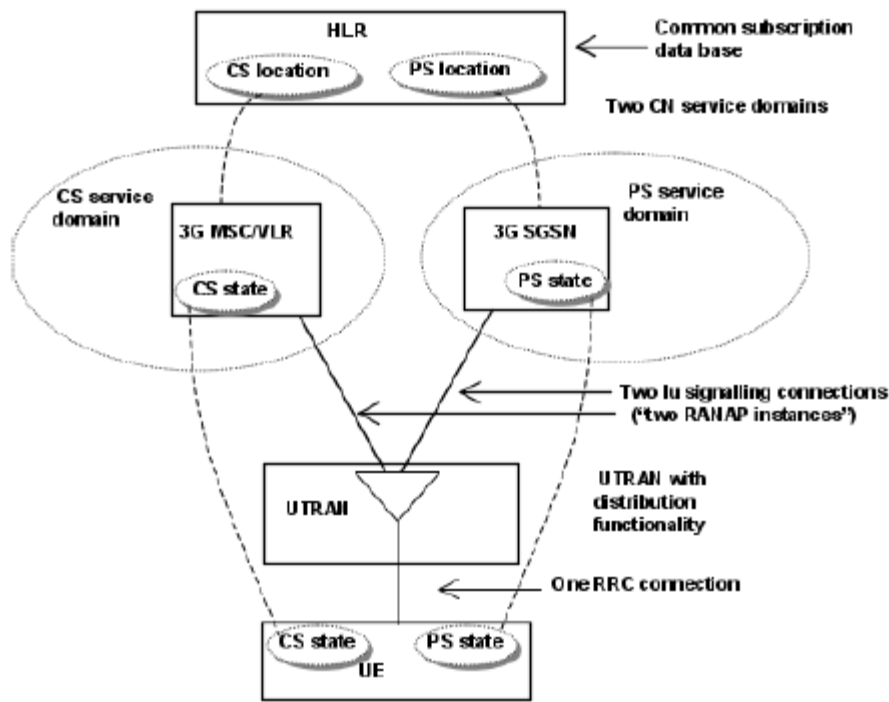 HLR
Common subscription
data base
CS location
PS location
Two CN service domains
CS service
domain
PS service
domain
3G MSC/VLR
3G SGSN
CS state
PS state
Two Iu signalling connections
("two RANAP instances")
UTRAN
UTRAN with
distribution
functionality
One RRC connection
CS state
PS state
UE